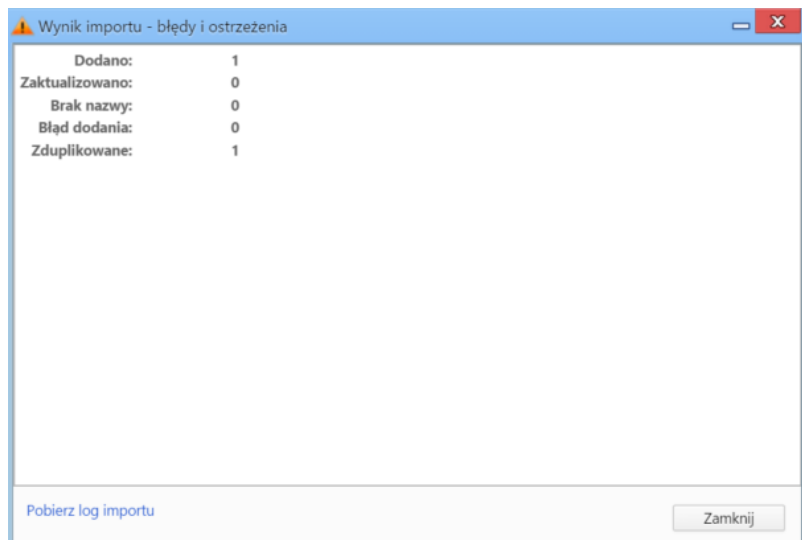 Wynik importu - błędy i ostrzeżenia
Dodano: 1
Zaktualizowano: 0
Brak nazwy: 0
Błąd dodania: 0
Zduplikowane: 1
Pobierz log importu
Zamknij